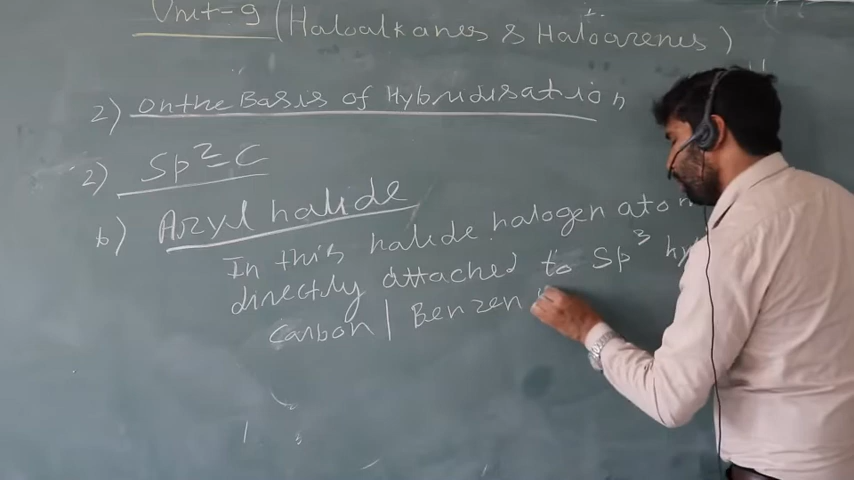 Unit-9 (Haloalkanes & Haloarenes)
2) On the Basis of Hybridisation
2) Sp²-C
b) Aryl halide
In this halide halogen atom
directly attached to Sp³ hy
Carbon | Benzen